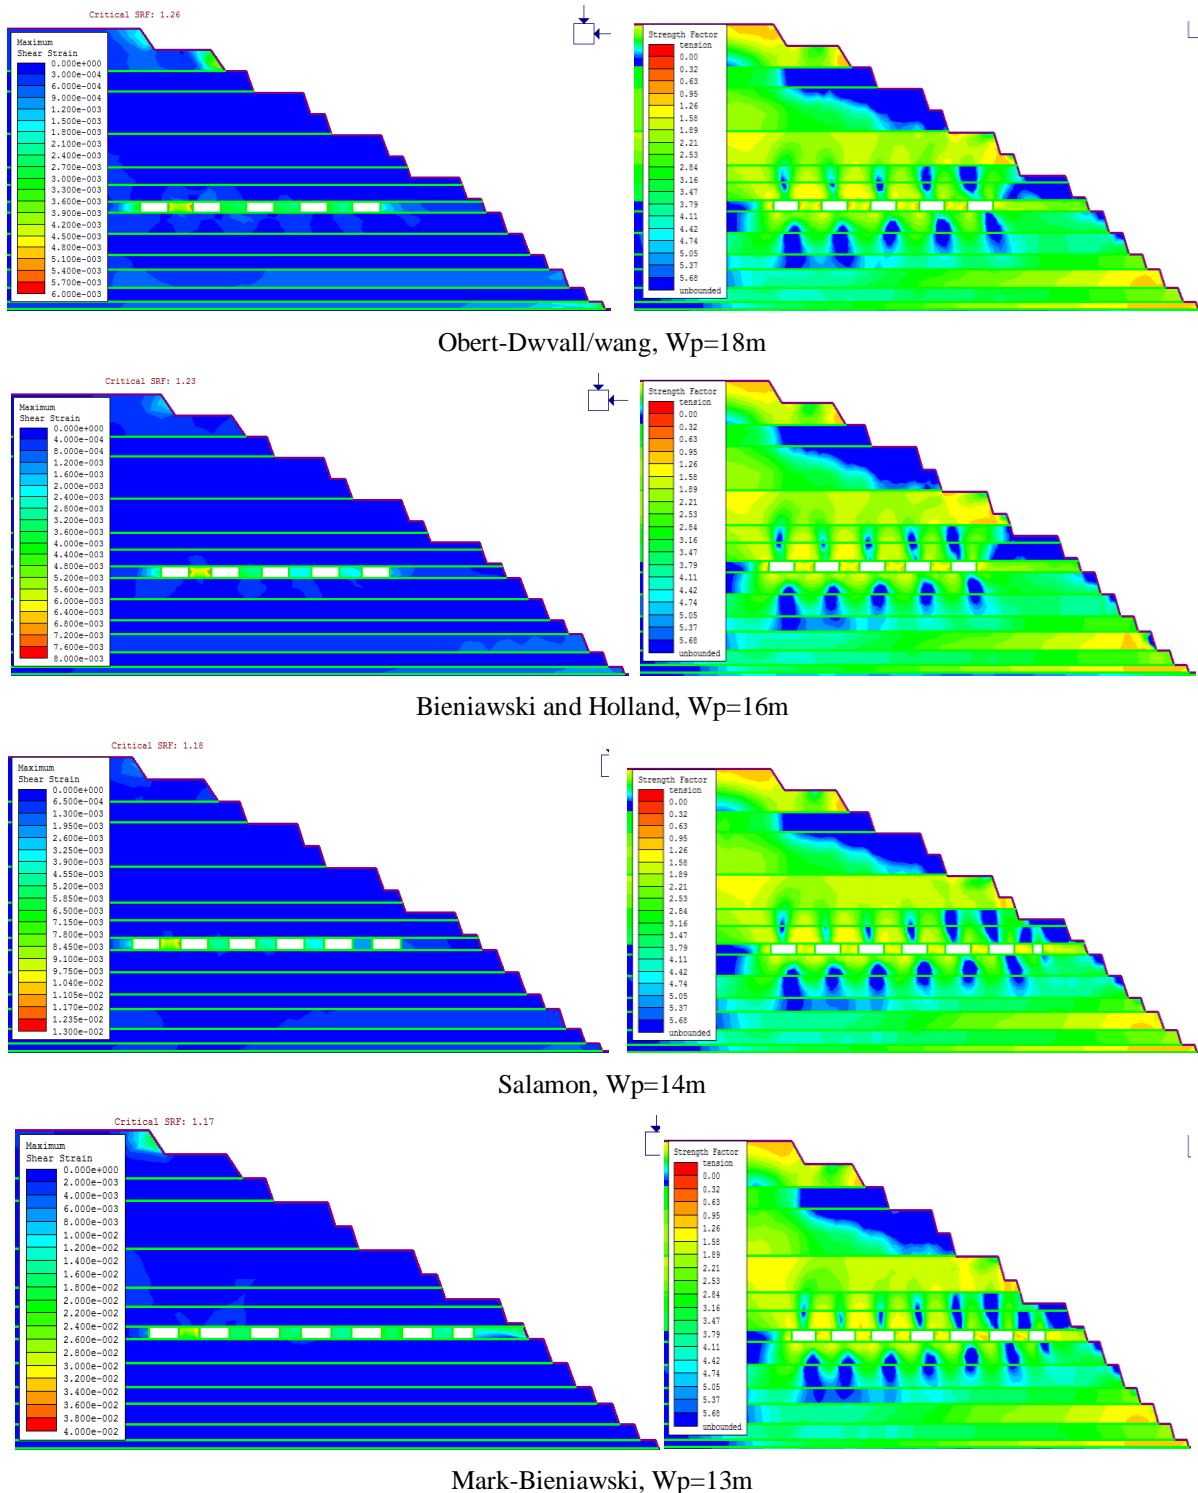 Critical SRF: 1.26
Maximum
Shear Strain
0.000e+000
3.000e-004
6.000e-004
9.000e-004
1.200e-003
1.500e-003
1.800e-003
2.100e-003
2.400e-003
2.700e-003
3.000e-003
3.300e-003
3.600e-003
3.900e-003
4.200e-003
4.500e-003
4.800e-003
5.100e-003
5.400e-003
5.700e-003
6.000e-003
Strength Factor
tension
0.00
0.32
0.63
0.95
1.26
1.58
1.89
2.21
2.53
2.84
3.16
3.47
3.79
4.11
4.42
4.74
5.05
5.37
5.68
unbounded
Obert-Dwvall/wang, Wp=18m
Critical SRF: 1.23
Maximum
Shear Strain
0.000e+000
4.000e-004
8.000e-004
1.200e-003
1.600e-003
2.000e-003
2.400e-003
2.800e-003
3.200e-003
3.600e-003
4.000e-003
4.400e-003
4.800e-003
5.200e-003
5.600e-003
6.000e-003
6.400e-003
6.800e-003
7.200e-003
7.600e-003
8.000e-003
Strength Factor
tension
0.00
0.32
0.63
0.95
1.26
1.58
1.89
2.21
2.53
2.84
3.16
3.47
3.79
4.11
4.42
4.74
5.05
5.37
5.68
unbounded
Bieniawski and Holland, Wp=16m
Critical SRF: 1.18
Maximum
Shear Strain
0.000e+000
6.500e-004
1.300e-003
1.950e-003
2.600e-003
3.250e-003
3.900e-003
4.550e-003
5.200e-003
5.850e-003
6.500e-003
7.150e-003
7.800e-003
8.450e-003
9.100e-003
9.750e-003
1.040e-002
1.105e-002
1.170e-002
1.235e-002
1.300e-002
Strength Factor
tension
0.00
0.32
0.63
0.95
1.26
1.58
1.89
2.21
2.53
2.84
3.16
3.47
3.79
4.11
4.42
4.74
5.05
5.37
5.68
unbounded
Salamon, Wp=14m
Critical SRF: 1.17
Maximum
Shear Strain
0.000e+000
2.000e-003
4.000e-003
6.000e-003
8.000e-003
1.000e-002
1.200e-002
1.400e-002
1.600e-002
1.800e-002
2.000e-002
2.200e-002
2.400e-002
2.600e-002
2.800e-002
3.000e-002
3.200e-002
3.400e-002
3.600e-002
3.800e-002
4.000e-002
Strength Factor
tension
0.00
0.32
0.63
0.95
1.26
1.58
1.89
2.21
2.53
2.84
3.16
3.47
3.79
4.11
4.42
4.74
5.05
5.37
5.68
unbounded
Mark-Bieniawski, Wp=13m